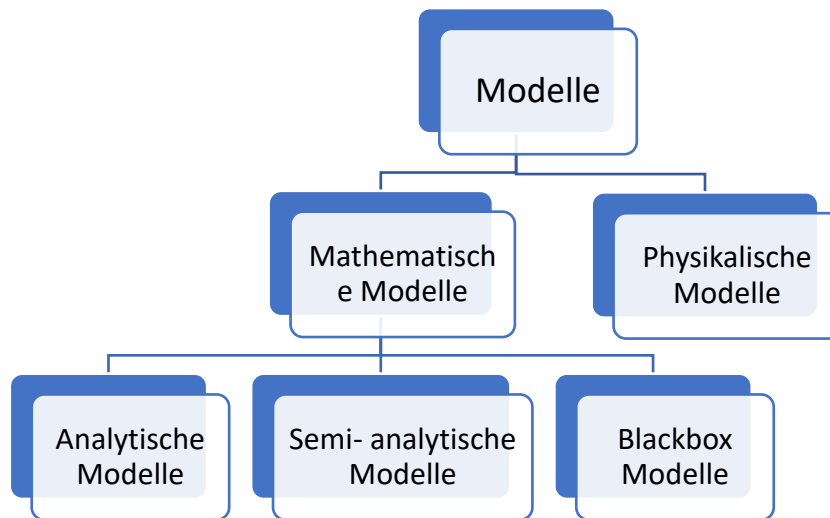 Modelle
Mathematisch
e Modelle
Physikalische
Modelle
Analytische
Modelle
Semi- analytische
Modelle
Blackbox
Modelle